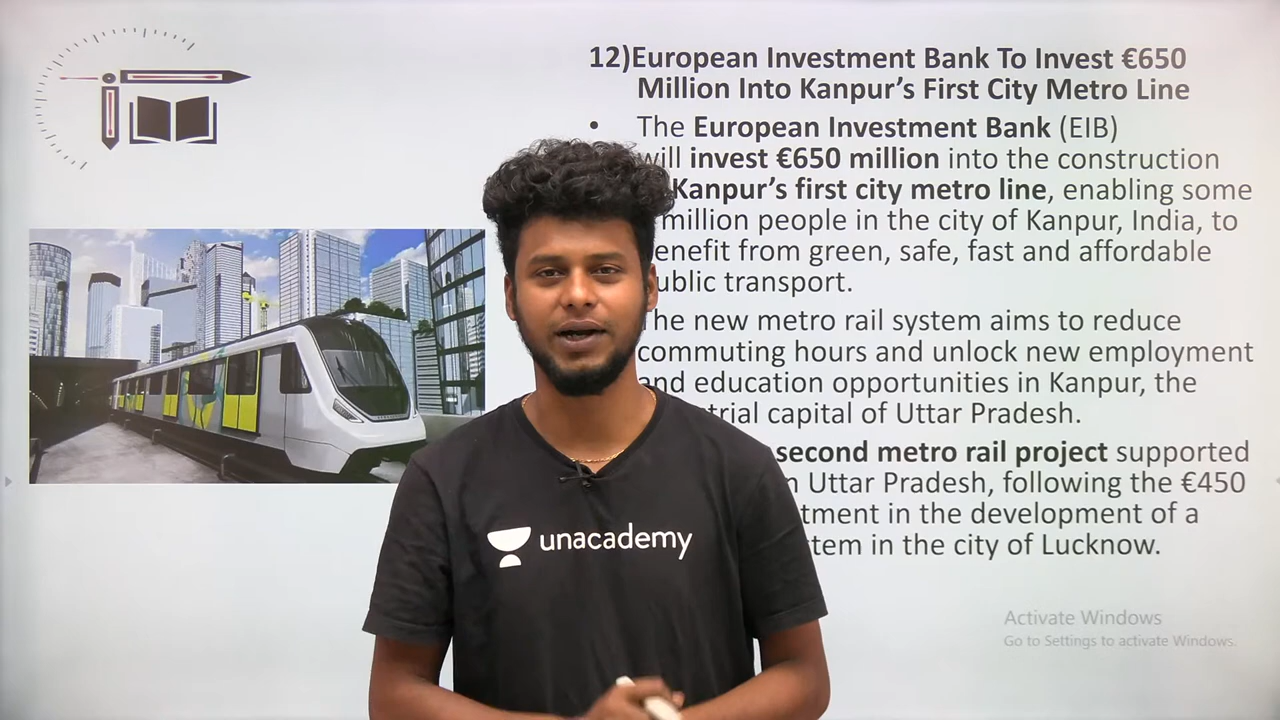 12)European Investment Bank To Invest €650
Million Into Kanpur’s First City Metro Line
• The European Investment Bank (EIB)
will invest €650 million into the construction
Kanpur’s first city metro line, enabling some
million people in the city of Kanpur, India, to
benefit from green, safe, fast and affordable
public transport.
The new metro rail system aims to reduce
commuting hours and unlock new employment
and education opportunities in Kanpur, the
trial capital of Uttar Pradesh.
second metro rail project supported
n Uttar Pradesh, following the €450
tment in the development of a
tem in the city of Lucknow.
unacademy
Activate Windows
Go to Settings to activate Windows.